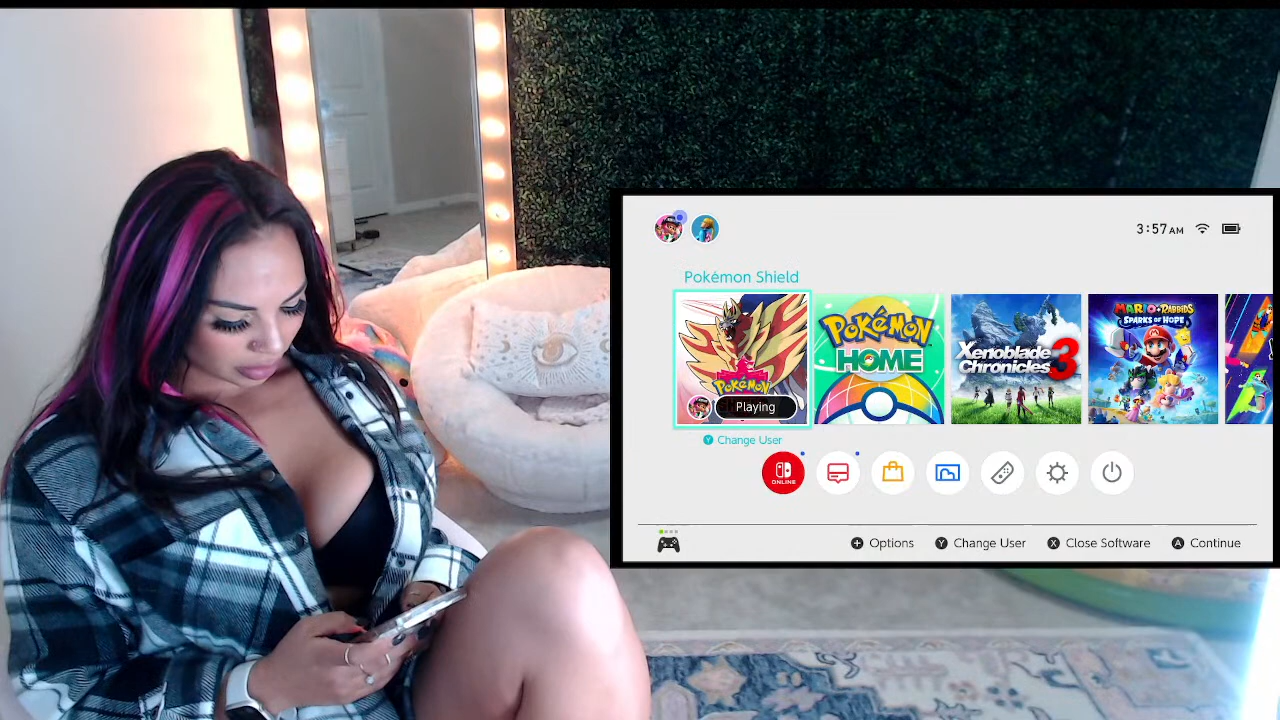 3:57 AM
Pokémon Shield
POKÉMON
Playing
POKÉMON
HOME
Xenoblade
Chronicles 3
MARIO + RABBIDS
SPARKS OF HOPE
Y Change User
ONLINE
+ Options Y Change User X Close Software A Continue